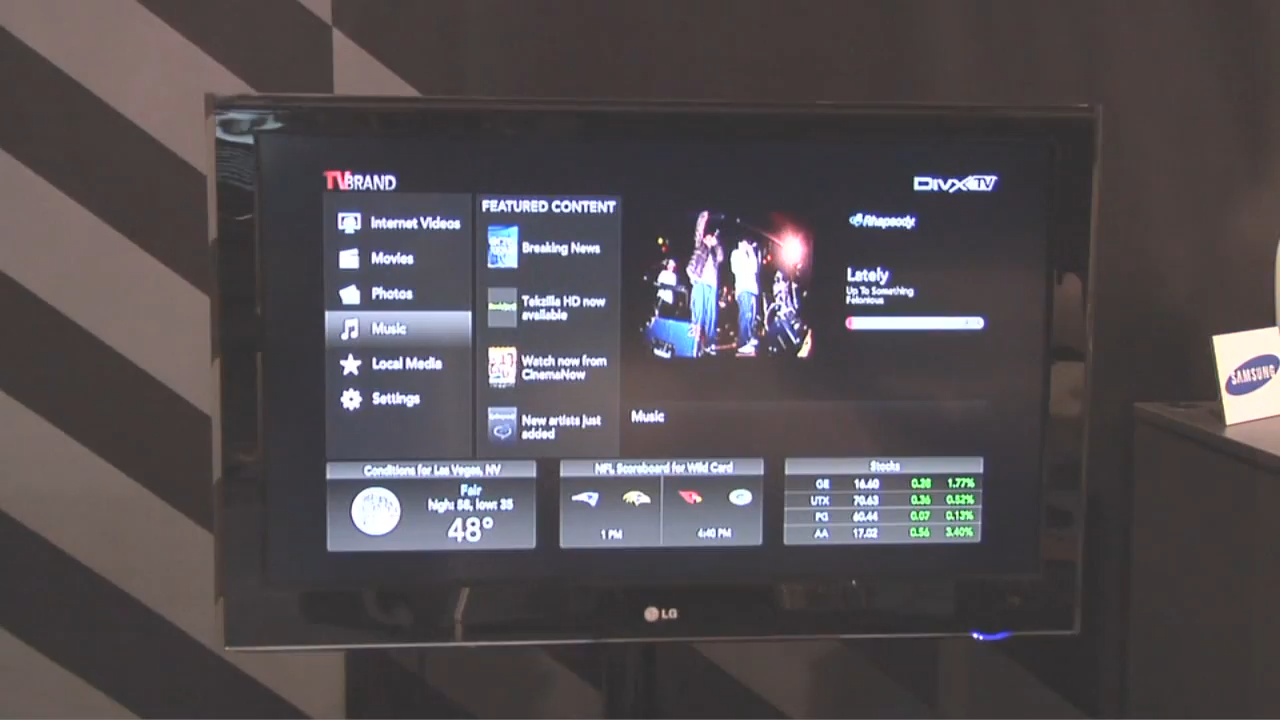 TVBRAND
DIVX TV
Internet Videos
Movies
Photos
Music
Local Media
Settings
FEATURED CONTENT
Breaking News
Tekzilla HD now
available
Watch now from
CinemaNow
New artists just
added
Rhapsody
Lately
Up To Something
Felonious
Music
Conditions for Las Vegas, NV
Fair
high: 58, low: 35
48°
NFL Scoreboard for Wild Card
1 PM
4:40 PM
Stocks
GE 16.60 0.28 1.77%
UTX 70.63 0.36 0.52%
PG 60.44 0.07 0.13%
AA 17.02 0.56 3.40%
LG
SAMSUNG